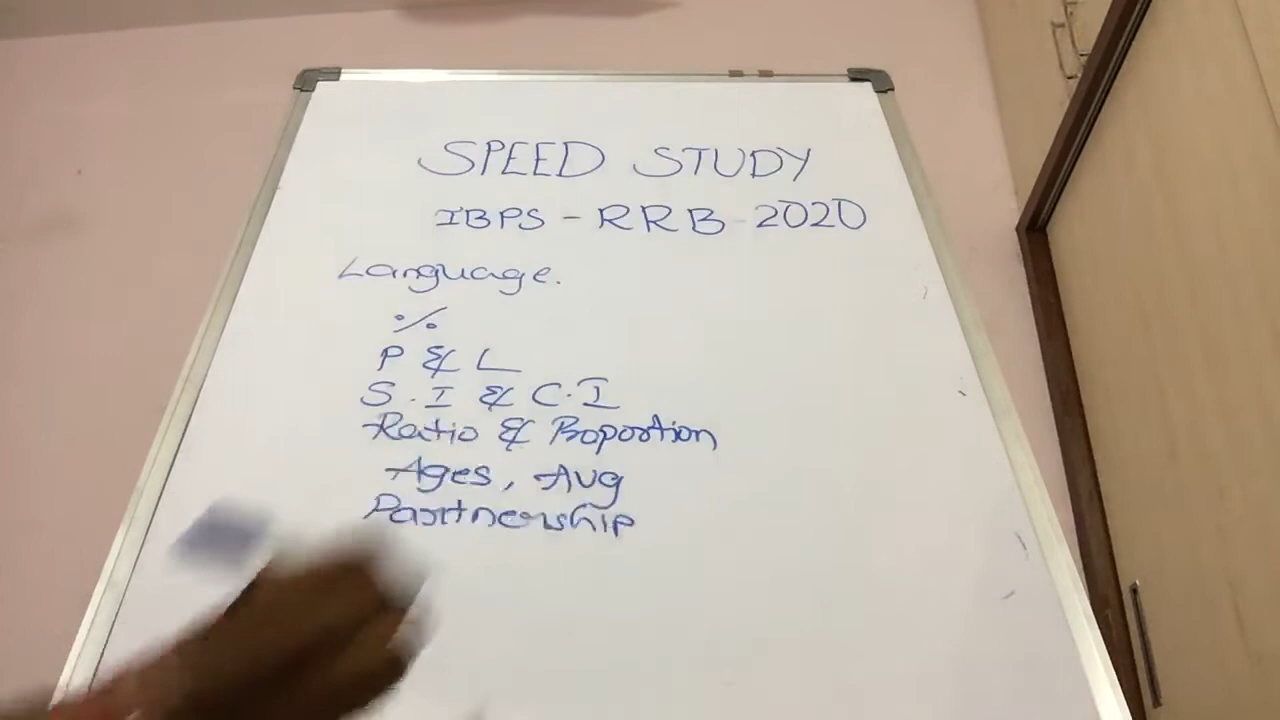 SPEED STUDY
IBPS - RRB - 2020
Language.
%
P & L
S.I & C.I
Ratio & Proportion
Ages, Avg
Partnership